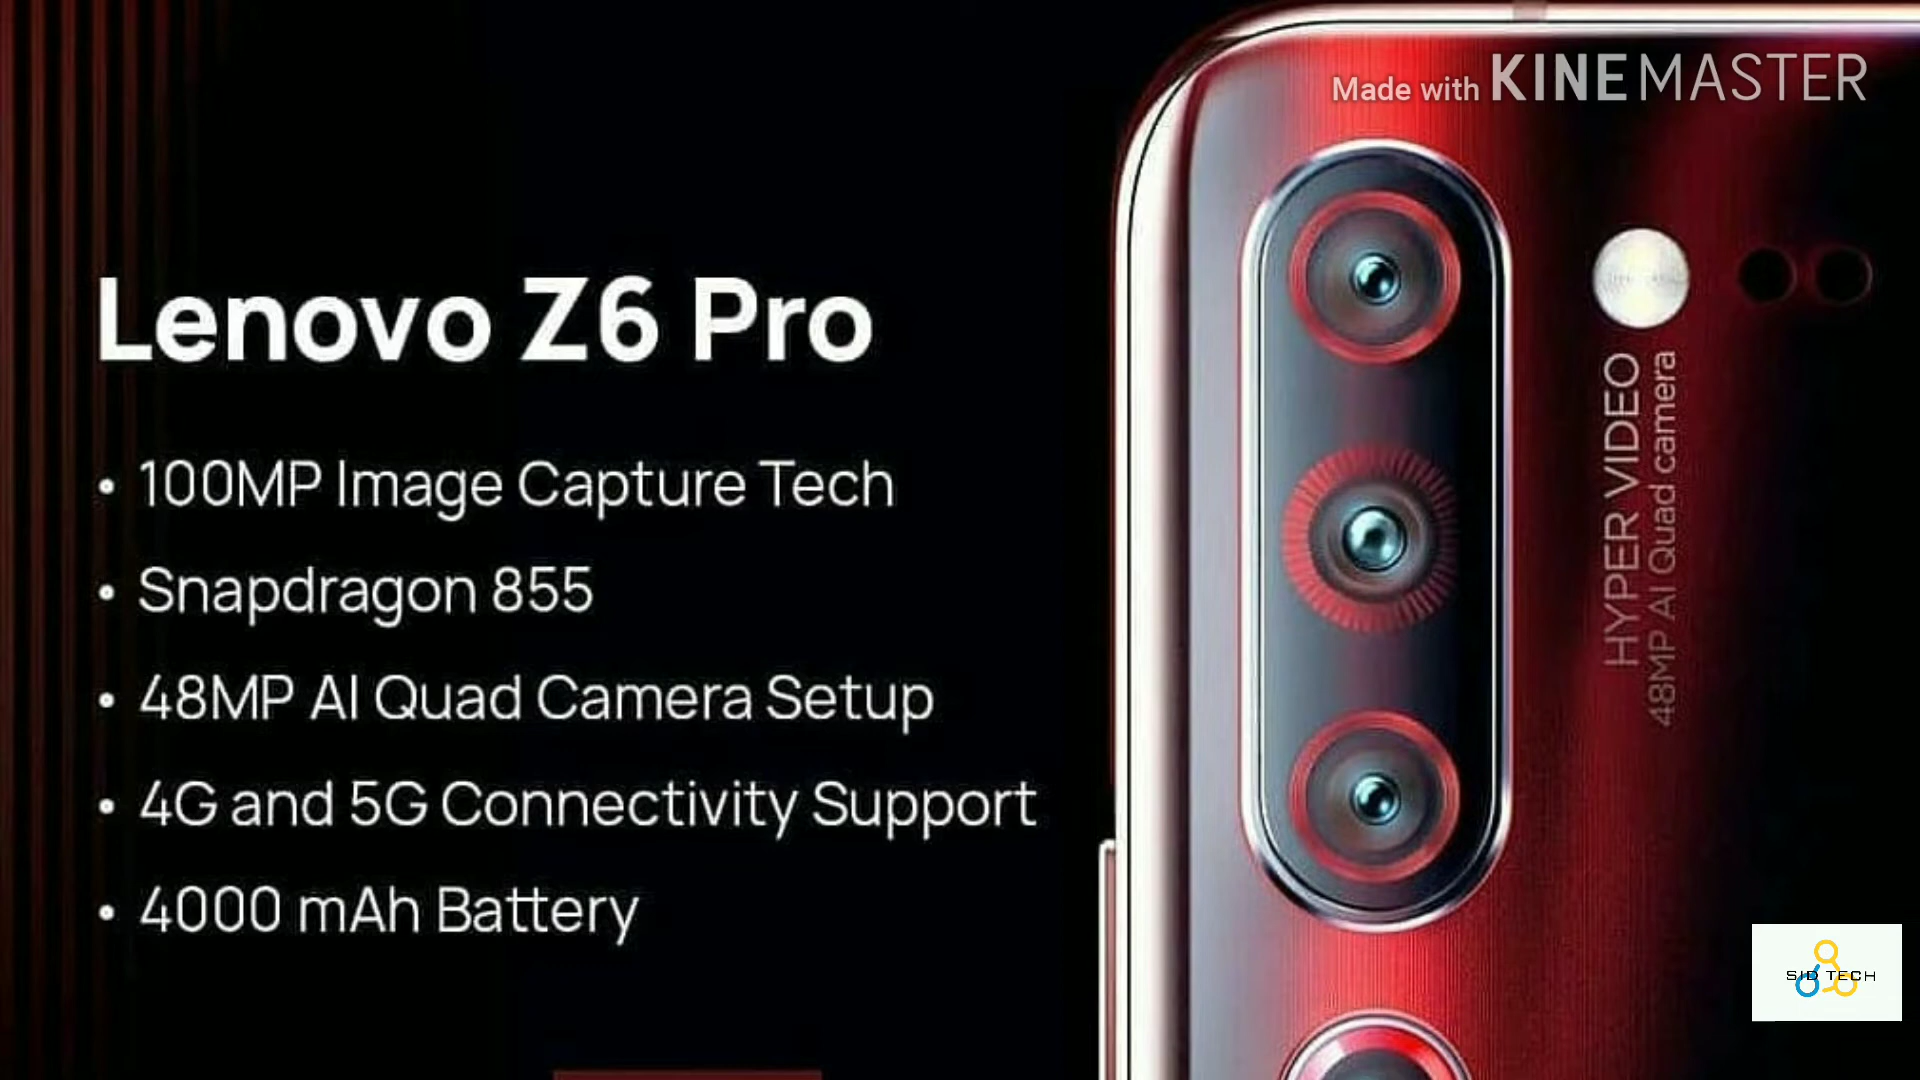 Made with KINEMASTER
Lenovo Z6 Pro
• 100MP Image Capture Tech
• Snapdragon 855
• 48MP AI Quad Camera Setup
• 4G and 5G Connectivity Support
• 4000 mAh Battery
HYPER VIDEO
48MP AI Quad camera
SID TECH